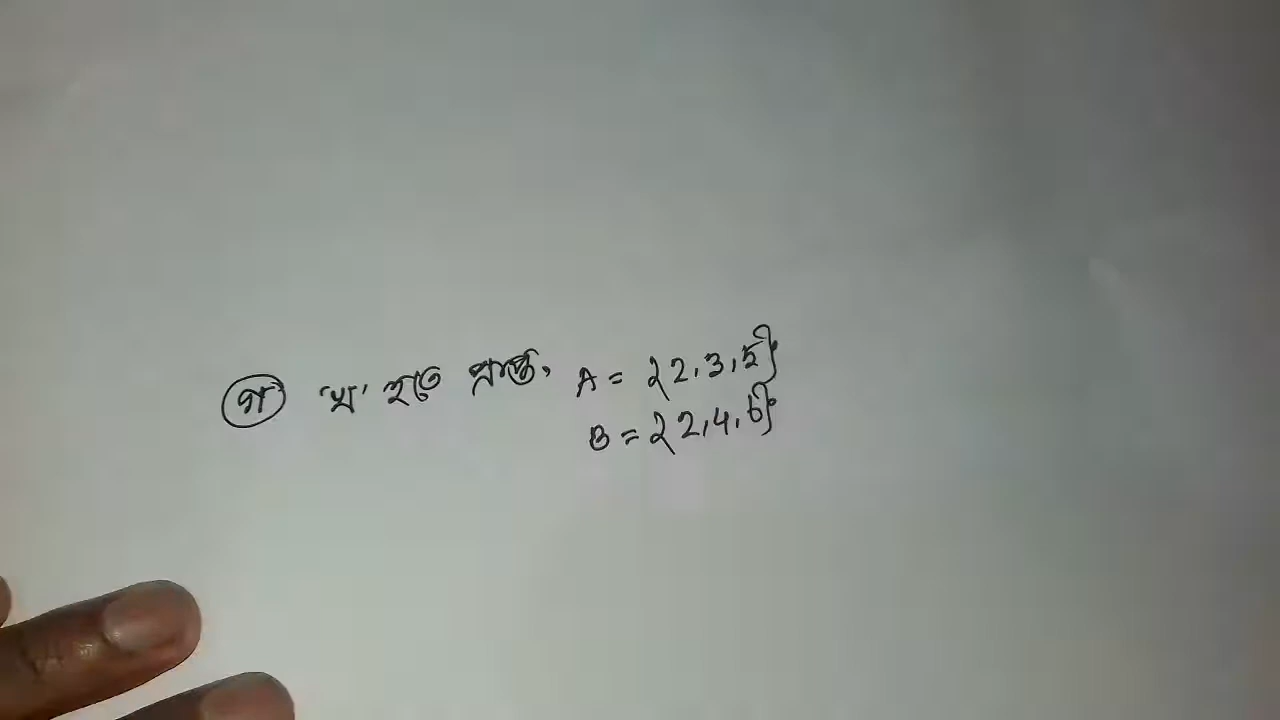 গ 'খ' হতে প্রাপ্ত, A = {2,3,5}
B = {2,4,6}